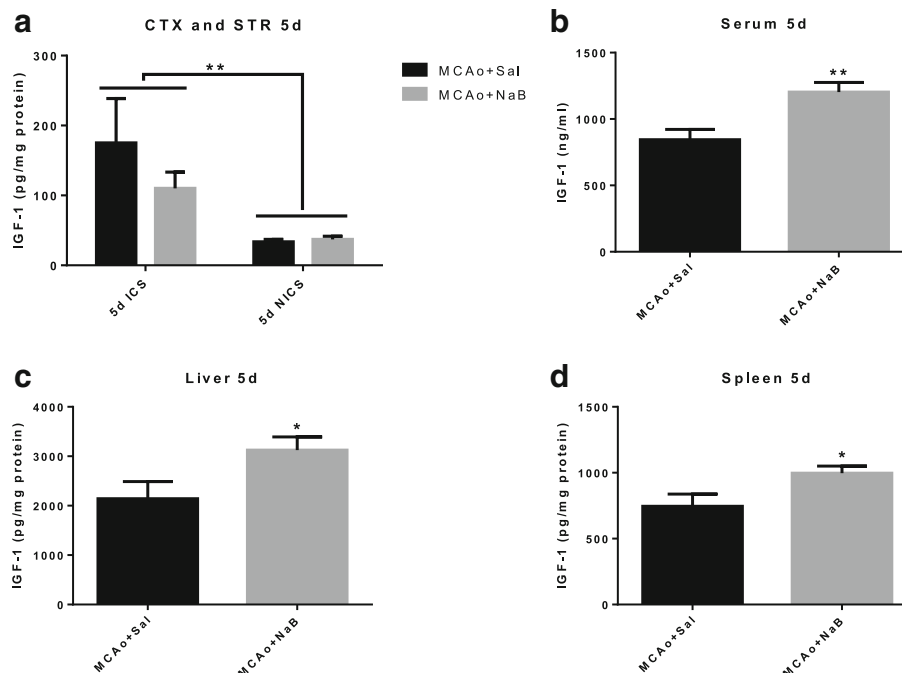 a
CTX and STR 5d
IGF-1 (pg/mg protein)
300
200
100
0
**
5d ICS
5d NICS
MCAo+Sal
MCAo+NaB
b
Serum 5d
IGF-1 (ng/ml)
1500
1000
500
0
**
MCAo+Sal
MCAo+NaB
c
Liver 5d
IGF-1 (pg/mg protein)
4000
3000
2000
1000
0
*
MCAo+Sal
MCAo+NaB
d
Spleen 5d
IGF-1 (pg/mg protein)
1500
1000
500
0
*
MCAo+Sal
MCAo+NaB